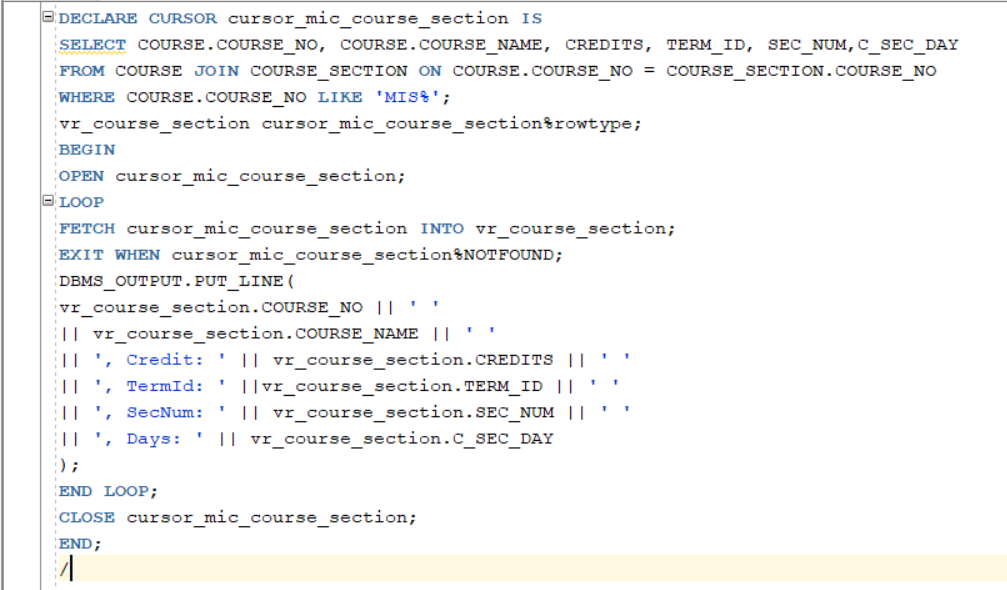 DECLARE CURSOR cursor_mic_course_section IS
SELECT COURSE.COURSE_NO, COURSE.COURSE_NAME, CREDITS, TERM_ID, SEC_NUM,C_SEC_DAY
FROM COURSE JOIN COURSE_SECTION ON COURSE.COURSE_NO = COURSE_SECTION.COURSE_NO
WHERE COURSE.COURSE_NO LIKE 'MIS%';
vr_course_section cursor_mic_course_section%rowtype;
BEGIN
OPEN cursor_mic_course_section;
LOOP
FETCH cursor_mic_course_section INTO vr_course_section;
EXIT WHEN cursor_mic_course_section%NOTFOUND;
DBMS_OUTPUT.PUT_LINE(
vr_course_section.COURSE_NO || ' '
|| vr_course_section.COURSE_NAME || ' '
|| ', Credit: ' || vr_course_section.CREDITS || ' '
|| ', TermId: ' ||vr_course_section.TERM_ID || ' '
|| ', SecNum: ' || vr_course_section.SEC_NUM || ' '
|| ', Days: ' || vr_course_section.C_SEC_DAY
);
END LOOP;
CLOSE cursor_mic_course_section;
END;
/